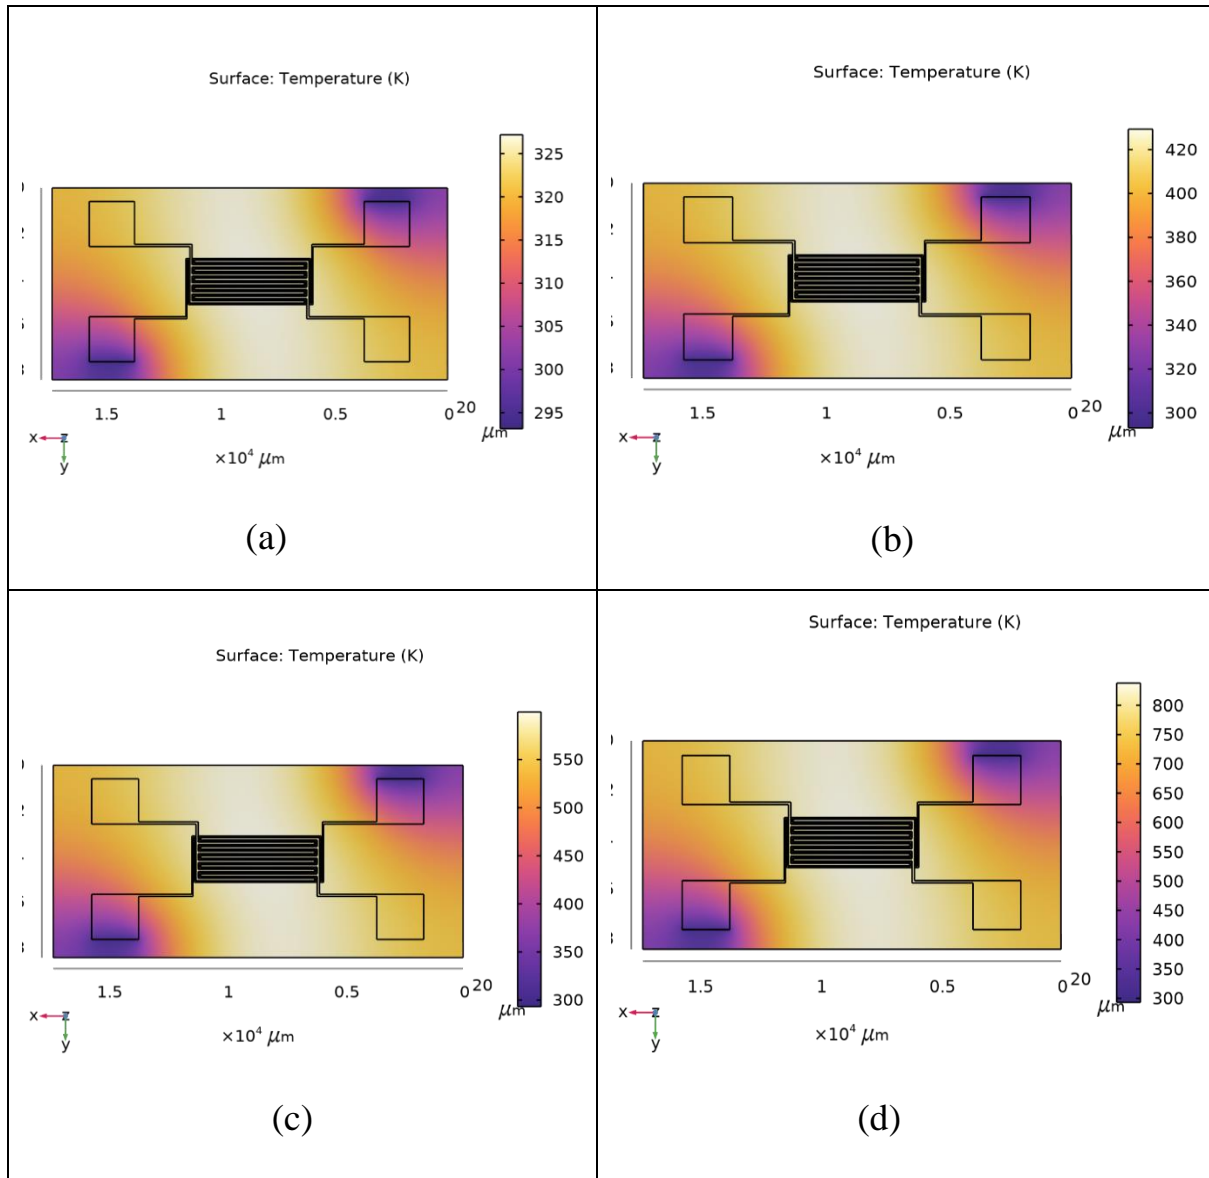 Surface: Temperature (K)
325
320
315
310
305
300
295
1.5 1 0.5 0 20
μm
×10⁴ μm
x z
y
(a)
Surface: Temperature (K)
420
400
380
360
340
320
300
1.5 1 0.5 0 20
μm
×10⁴ μm
x z
y
(b)
Surface: Temperature (K)
550
500
450
400
350
300
1.5 1 0.5 0 20
μm
×10⁴ μm
x z
y
(c)
Surface: Temperature (K)
800
750
700
650
600
550
500
450
400
350
300
1.5 1 0.5 0 20
μm
×10⁴ μm
x z
y
(d)